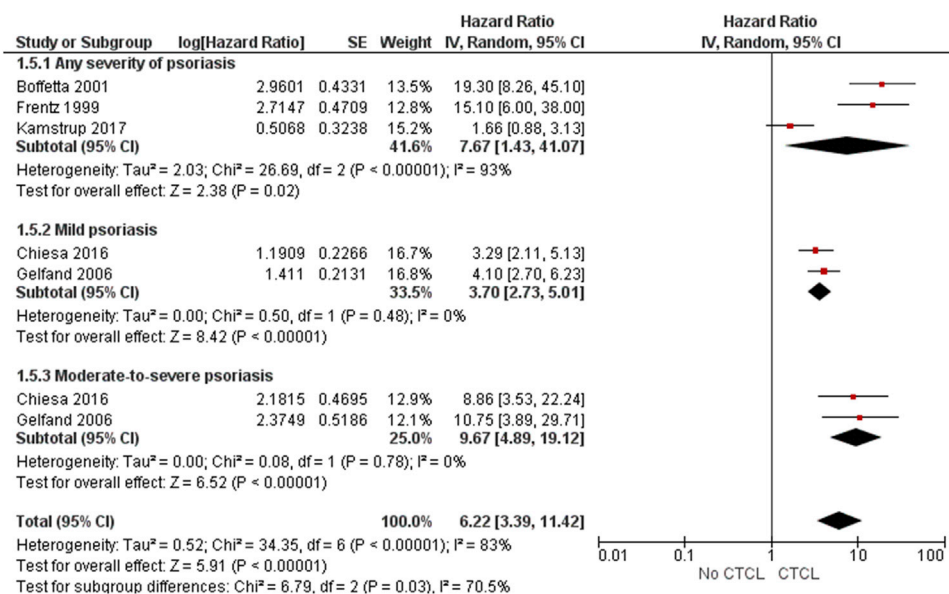 Hazard Ratio Hazard Ratio
Study or Subgroup log[Hazard Ratio] SE Weight IV, Random, 95% CI IV, Random, 95% CI
1.5.1 Any severity of psoriasis
Boffetta 2001 2.9601 0.4331 13.5% 19.30 [8.26, 45.10]
Frentz 1999 2.7147 0.4709 12.8% 15.10 [6.00, 38.00]
Kamstrup 2017 0.5068 0.3238 15.2% 1.66 [0.88, 3.13]
Subtotal (95% CI) 41.6% 7.67 [1.43, 41.07]
Heterogeneity: Tau² = 2.03; Chi² = 26.69, df = 2 (P < 0.00001); I² = 93%
Test for overall effect: Z = 2.38 (P = 0.02)
1.5.2 Mild psoriasis
Chiesa 2016 1.1909 0.2266 16.7% 3.29 [2.11, 5.13]
Gelfand 2006 1.411 0.2131 16.8% 4.10 [2.70, 6.23]
Subtotal (95% CI) 33.5% 3.70 [2.73, 5.01]
Heterogeneity: Tau² = 0.00; Chi² = 0.50, df = 1 (P = 0.48); I² = 0%
Test for overall effect: Z = 8.42 (P < 0.00001)
1.5.3 Moderate-to-severe psoriasis
Chiesa 2016 2.1815 0.4695 12.9% 8.86 [3.53, 22.24]
Gelfand 2006 2.3749 0.5186 12.1% 10.75 [3.89, 29.71]
Subtotal (95% CI) 25.0% 9.67 [4.89, 19.12]
Heterogeneity: Tau² = 0.00; Chi² = 0.08, df = 1 (P = 0.78); I² = 0%
Test for overall effect: Z = 6.52 (P < 0.00001)
Total (95% CI) 100.0% 6.22 [3.39, 11.42]
Heterogeneity: Tau² = 0.52; Chi² = 34.35, df = 6 (P < 0.00001); I² = 83%
Test for overall effect: Z = 5.91 (P < 0.00001)
Test for subgroup differences: Chi² = 6.79, df = 2 (P = 0.03), I² = 70.5%
0.01 0.1 1 10 100
No CTCL CTCL